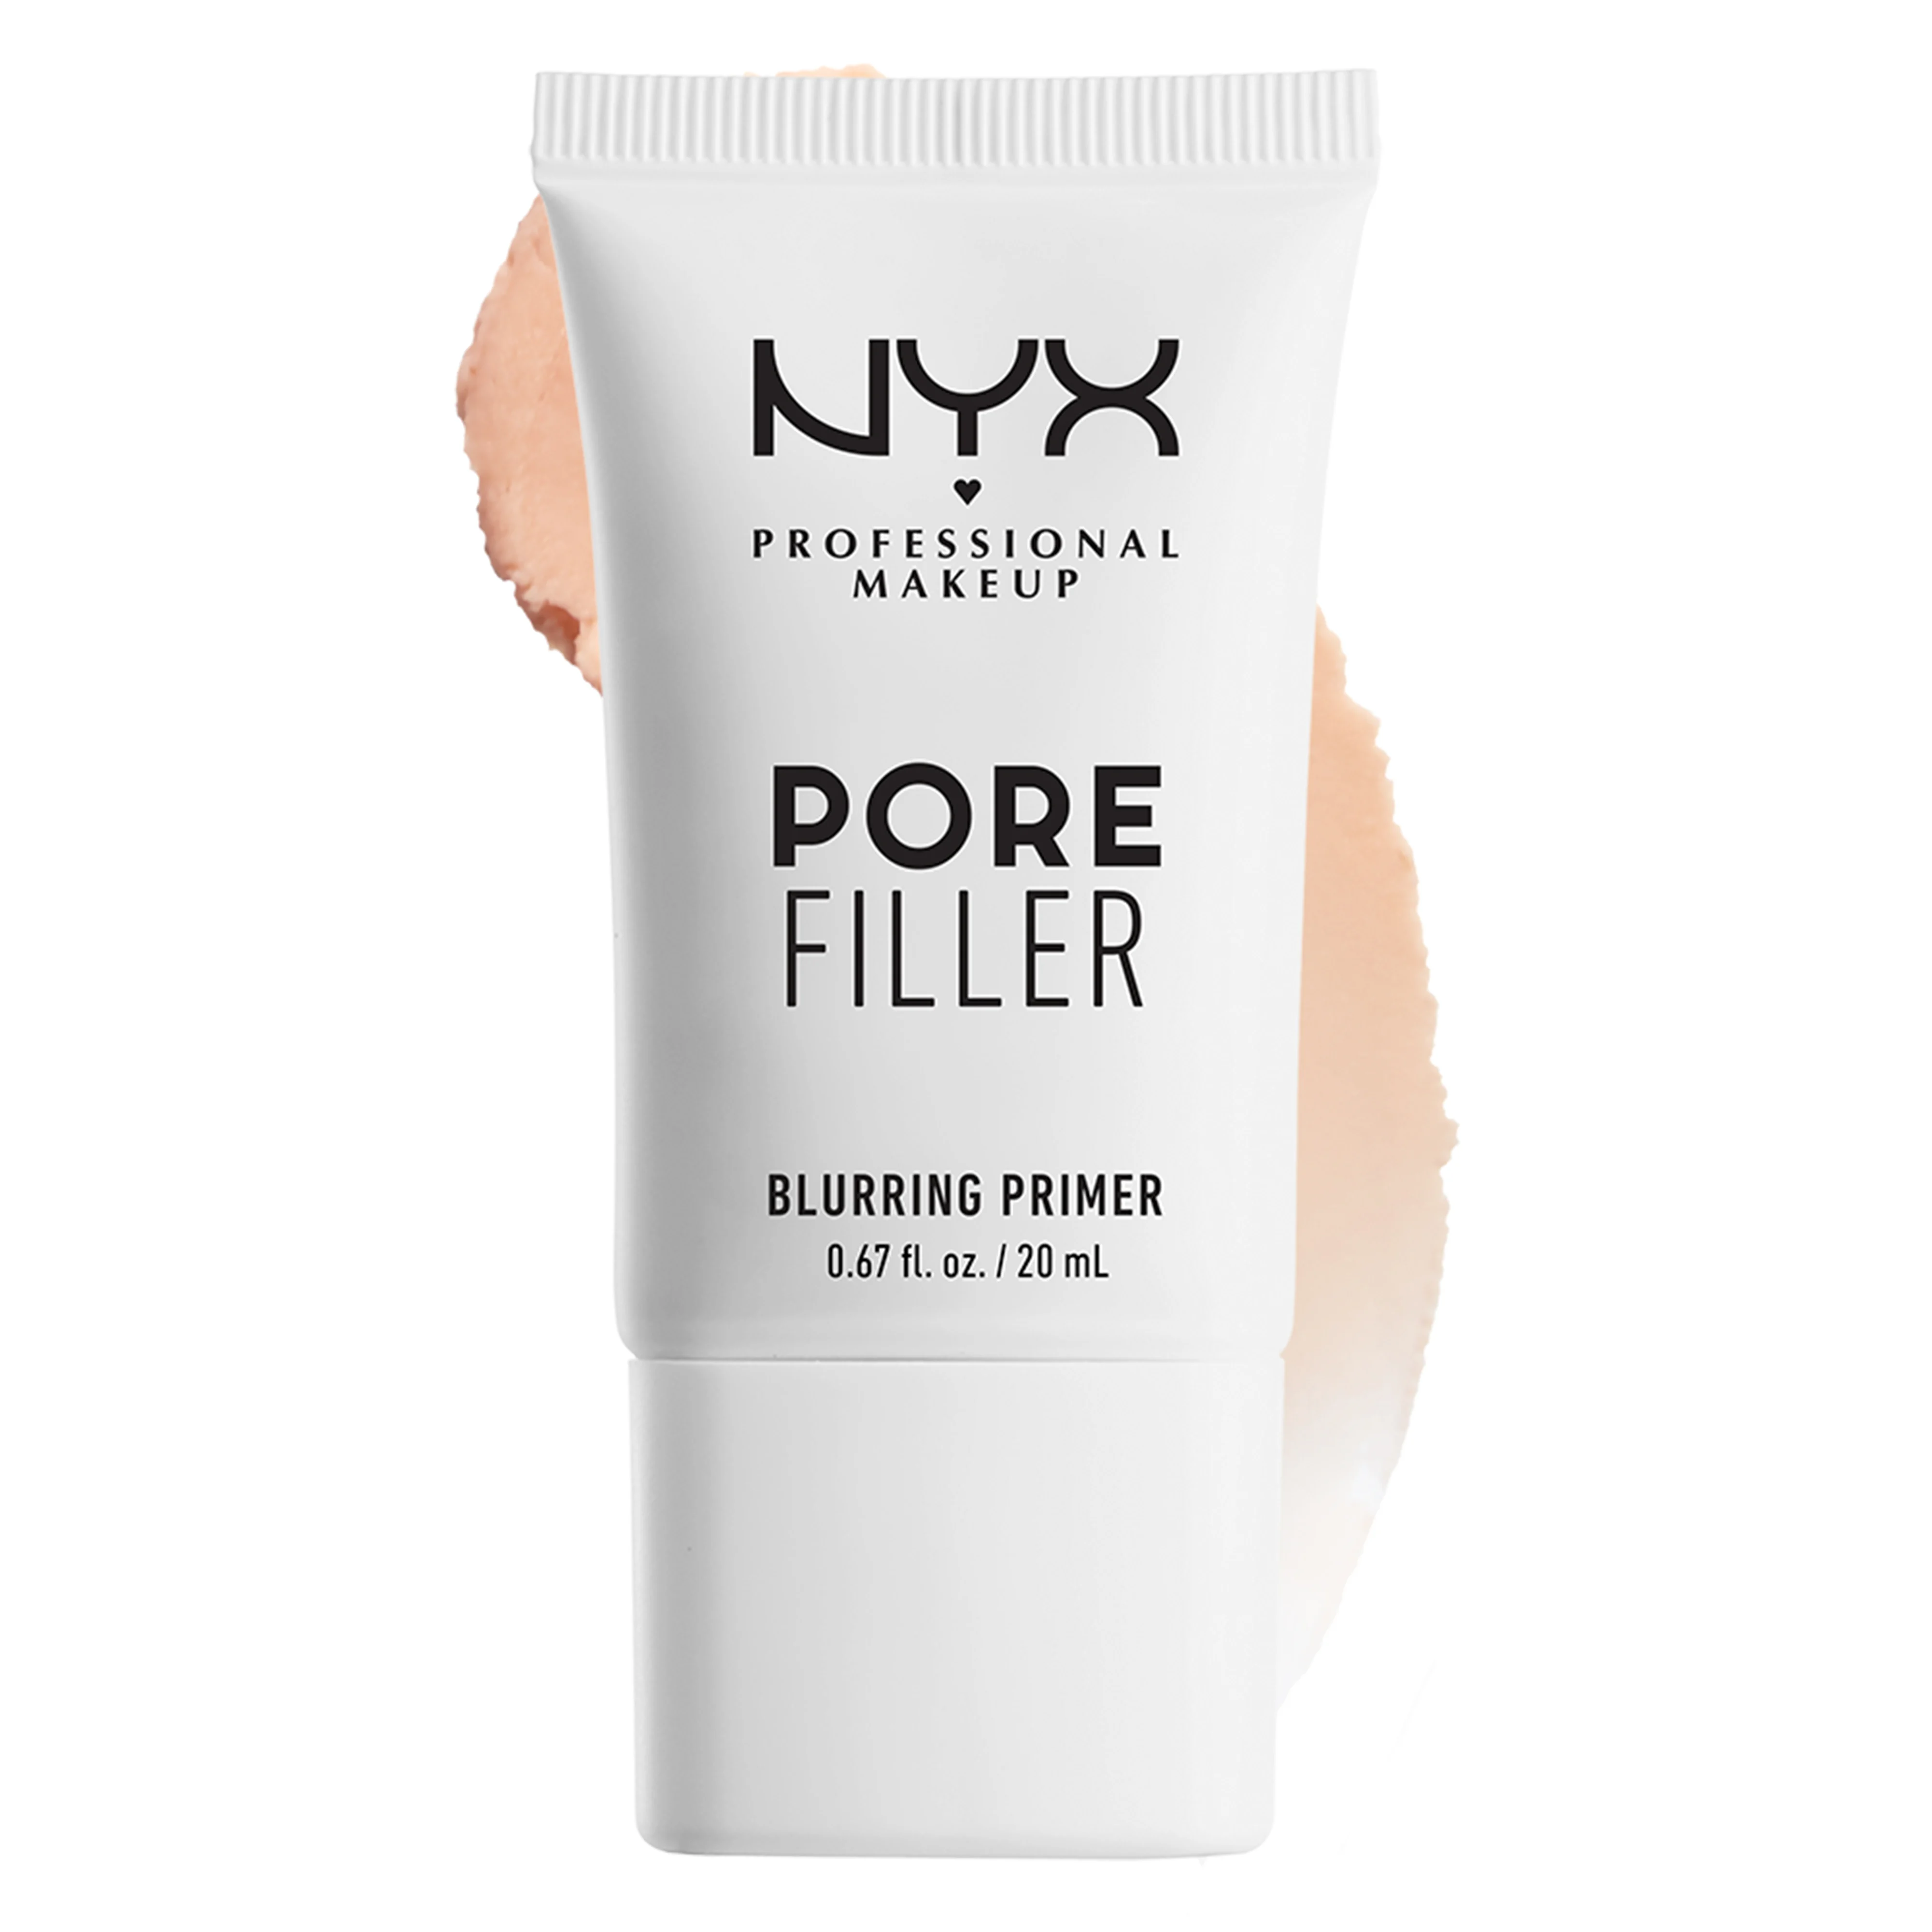 NYX
PROFESSIONAL
MAKEUP
PORE
FILLER
BLURRING PRIMER
0.67 fl. oz. / 20 mL